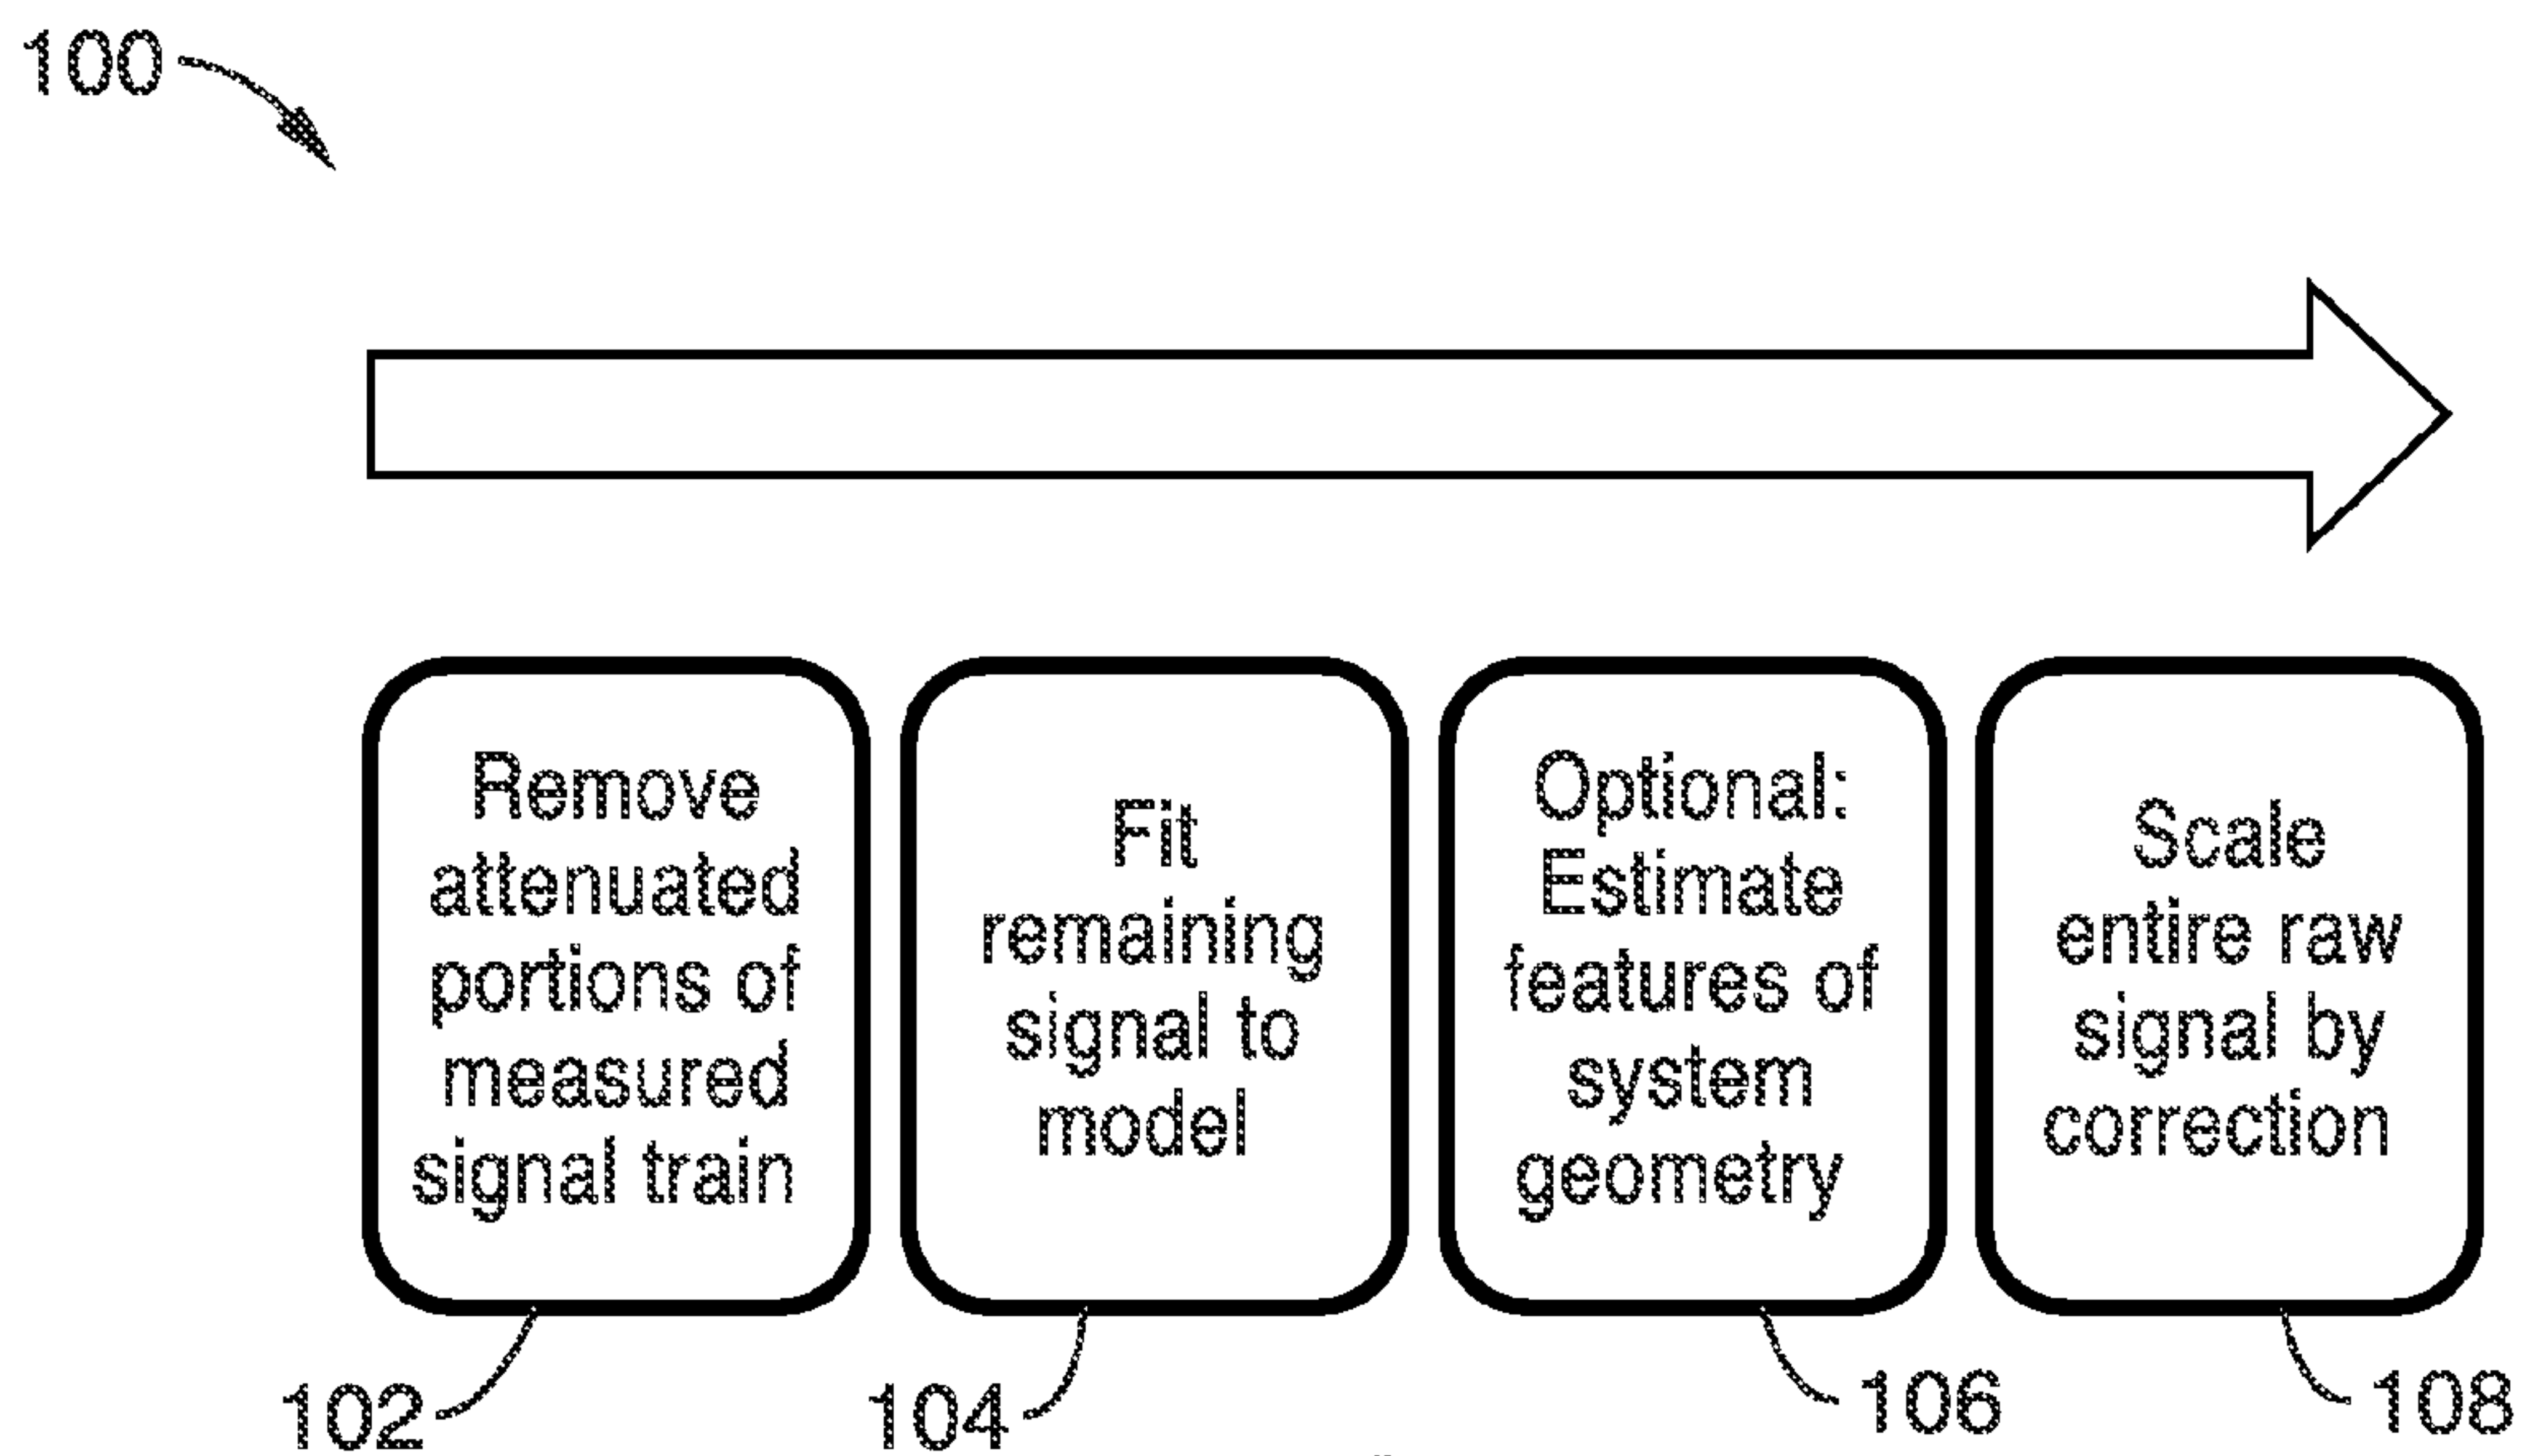 100
Remove
attenuated
portions of
measured
signal train
Fit
remaining
signal to
model
Optional:
Estimate
features of
system
geometry
Scale
entire raw
signal by
correction
102
104
106
108